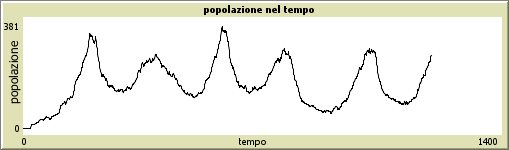 popolazione nel tempo
381
popolazione
0
0
tempo
1400